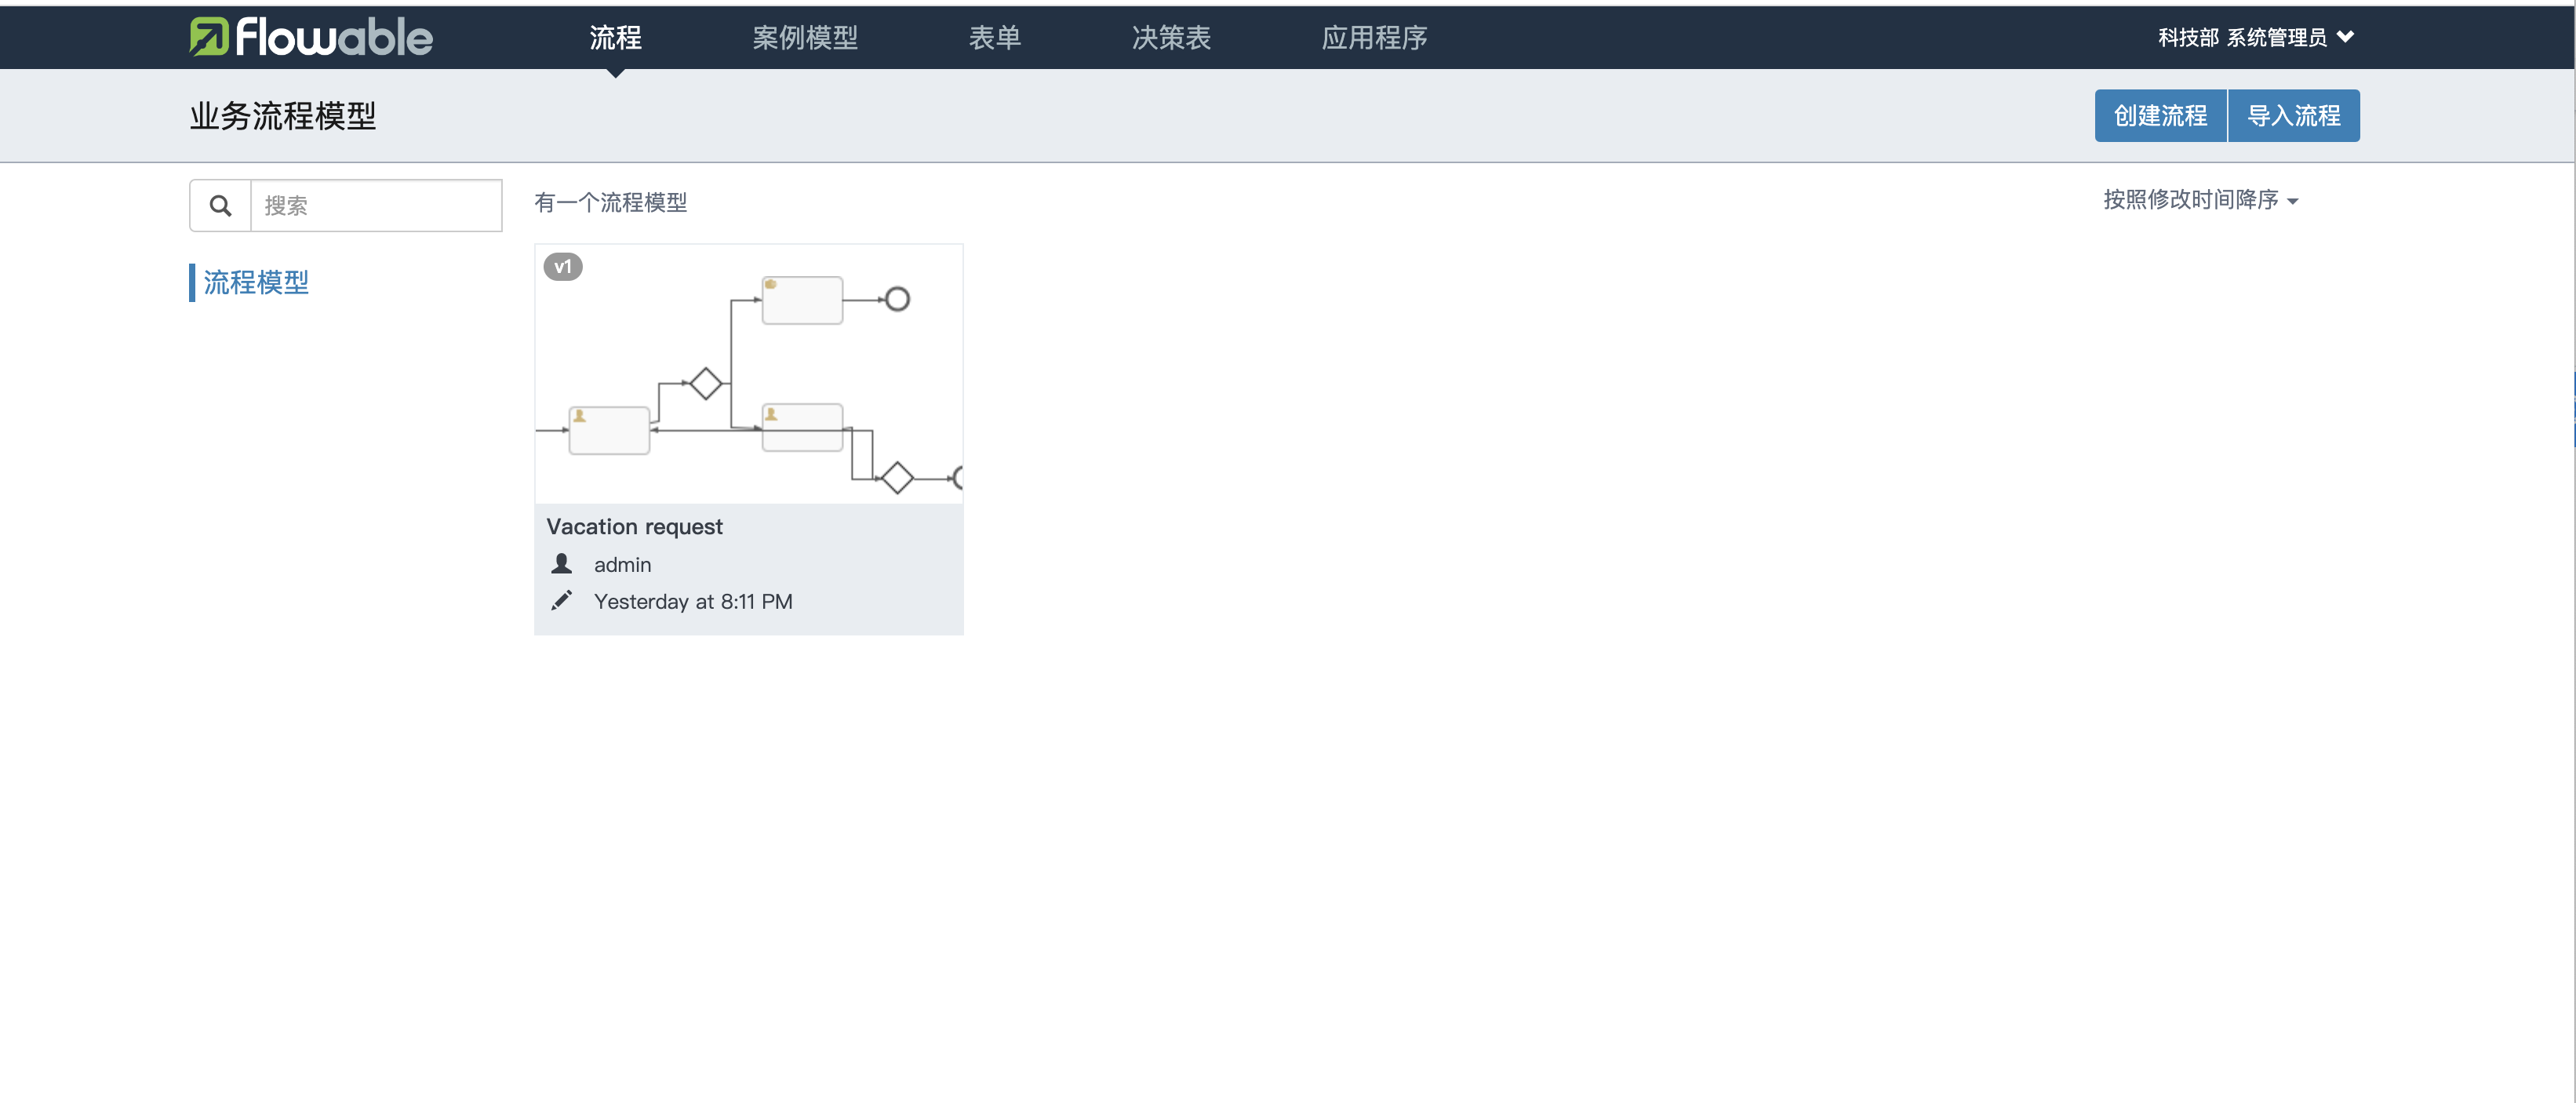 flowable
流程
案例模型
表单
决策表
应用程序
科技部 系统管理员
业务流程模型
创建流程
导入流程
搜索
有一个流程模型
按照修改时间降序
流程模型
v1
Vacation request
admin
Yesterday at 8:11 PM